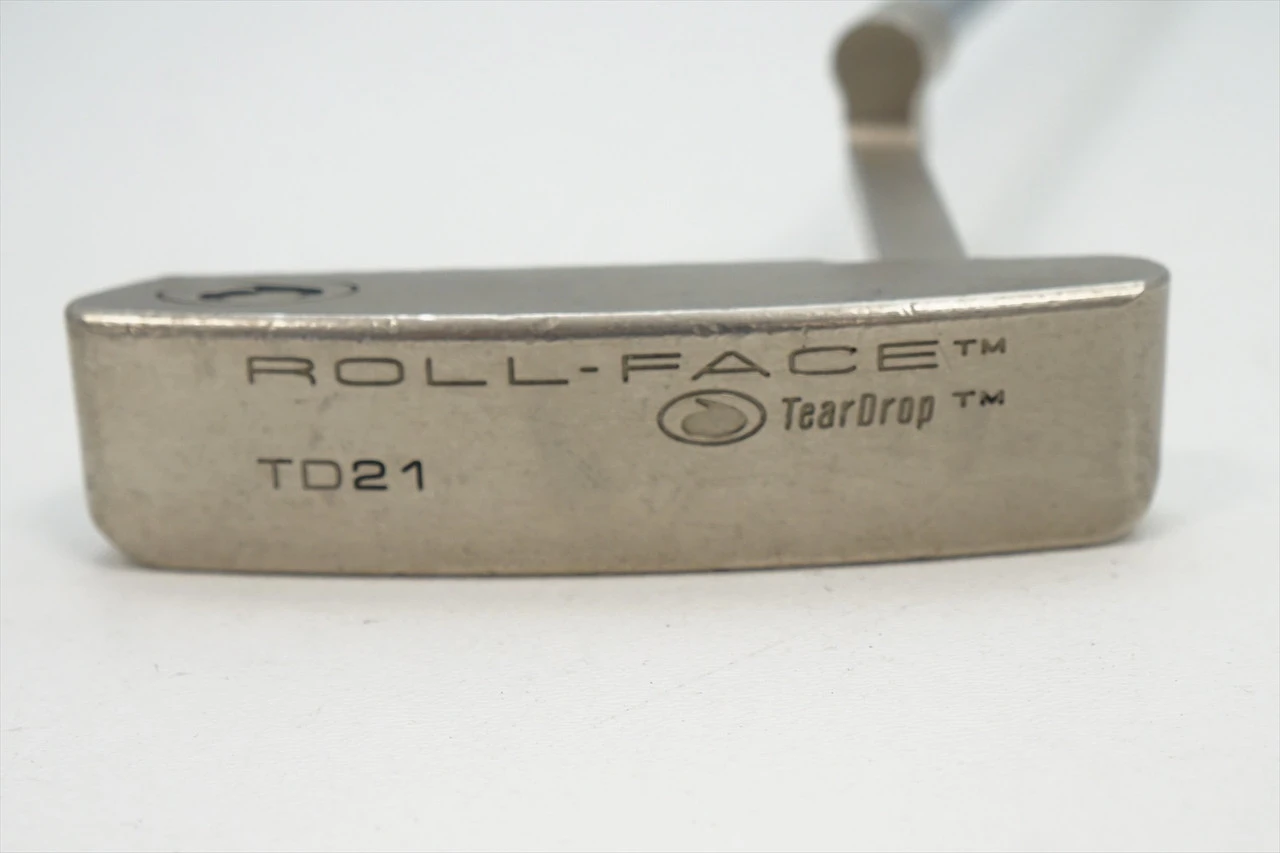 ROLL-FACE™
TearDrop ™
TD21